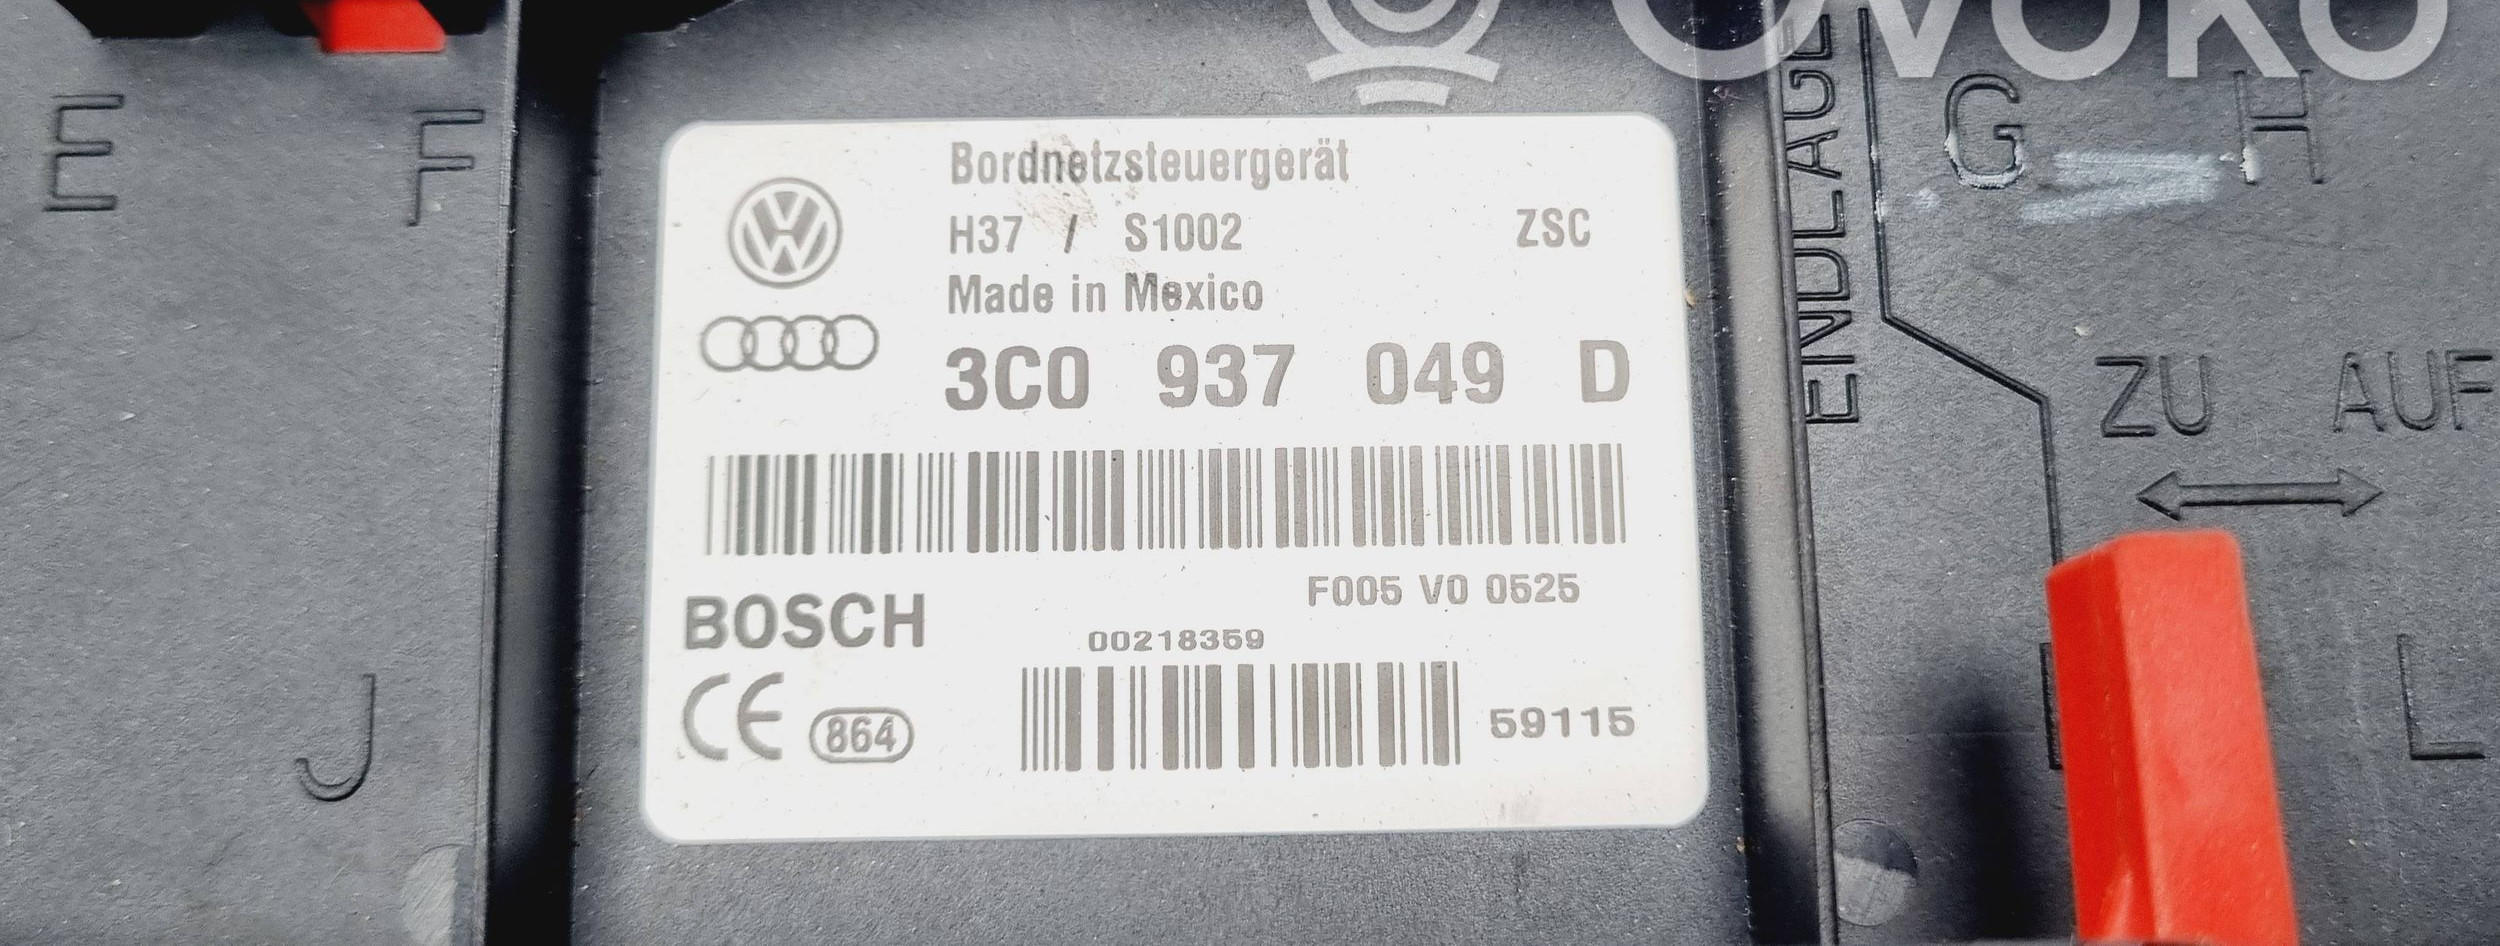 OVOKO
E
F
Bordnetzsteuergerät
H37 / S1002 ZSC
Made in Mexico
3C0 937 049 D
BOSCH
F005 V0 0525
00218359
CE 864
59115
J
ENDLAGE
G H
ZU AUF
L